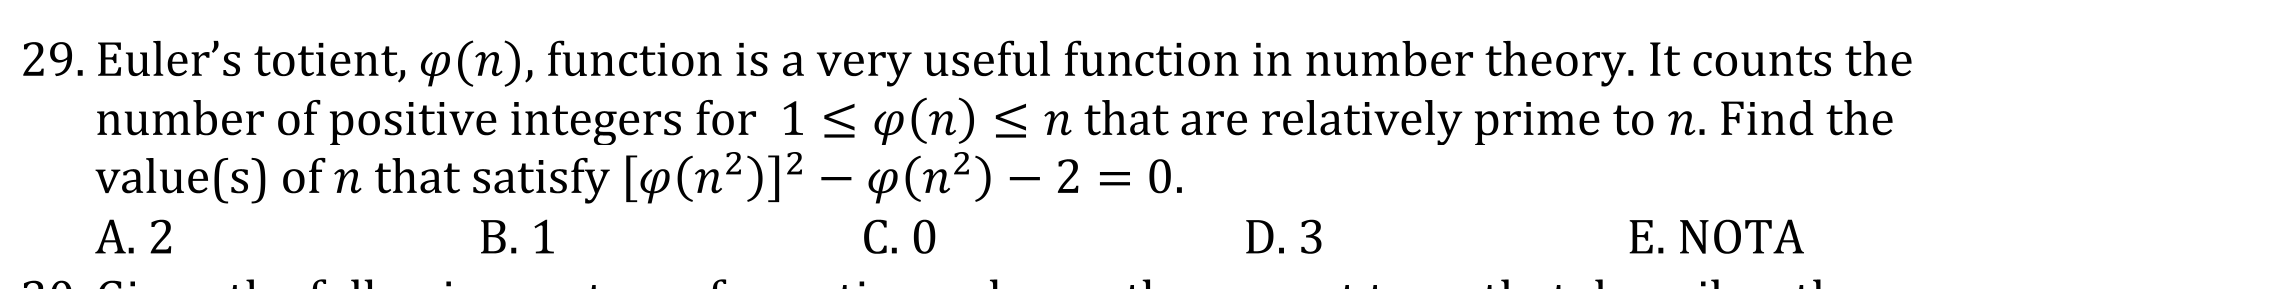 29. Euler’s totient, φ(n), function is a very useful function in number theory. It counts the
number of positive integers for 1 ≤ φ(n) ≤ n that are relatively prime to n. Find the
value(s) of n that satisfy [φ(n²)]² − φ(n²) − 2 = 0.
A. 2 B. 1 C. 0 D. 3 E. NOTA